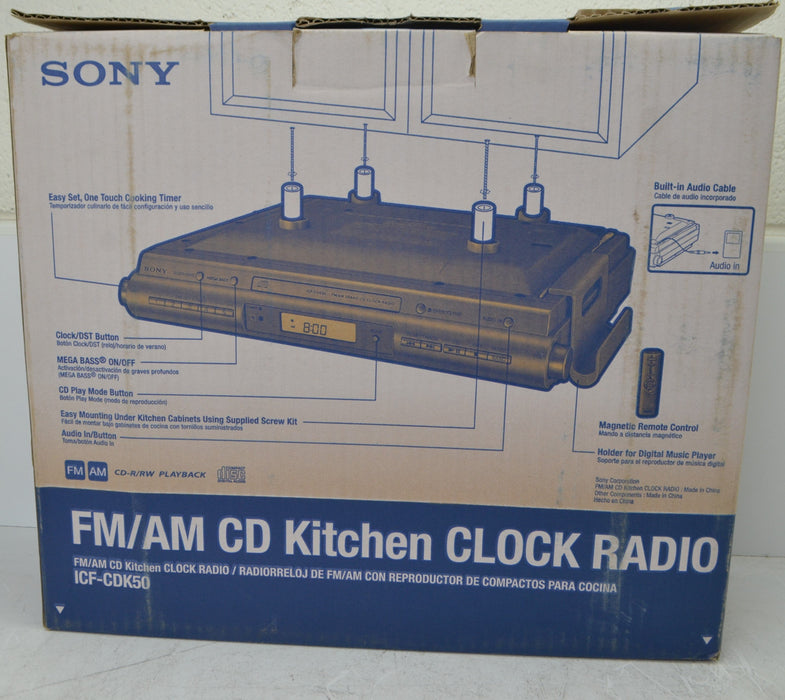 SONY
Easy Set, One Touch Cooking Timer
Temporizador culinario de fácil configuración y uso sencillo
Built-in Audio Cable
Cable de audio incorporado
Audio in
SONY
8:00
Clock/DST Button
Botón Clock/DST (reloj/horario de verano)
MEGA BASS® ON/OFF
Activación/desactivación de graves profundos
(MEGA BASS® ON/OFF)
CD Play Mode Button
Botón Play Mode (modo de reproducción)
Easy Mounting Under Kitchen Cabinets Using Supplied Screw Kit
Fácil de montar bajo gabinetes de cocina con tornillos suministrados
Audio In/Button
Toma/botón Audio In
Magnetic Remote Control
Mando a distancia magnético
Holder for Digital Music Player
Soporte para el reproductor de música digital
FM AM CD-R/RW PLAYBACK
disc
Sony Corporation
FM/AM CD Kitchen CLOCK RADIO : Made in China
Other Components : Made in China
Hecho en China
FM/AM CD Kitchen CLOCK RADIO
FM/AM CD Kitchen CLOCK RADIO / RADIORRELOJ DE FM/AM CON REPRODUCTOR DE COMPACTOS PARA COCINA
ICF-CDK50